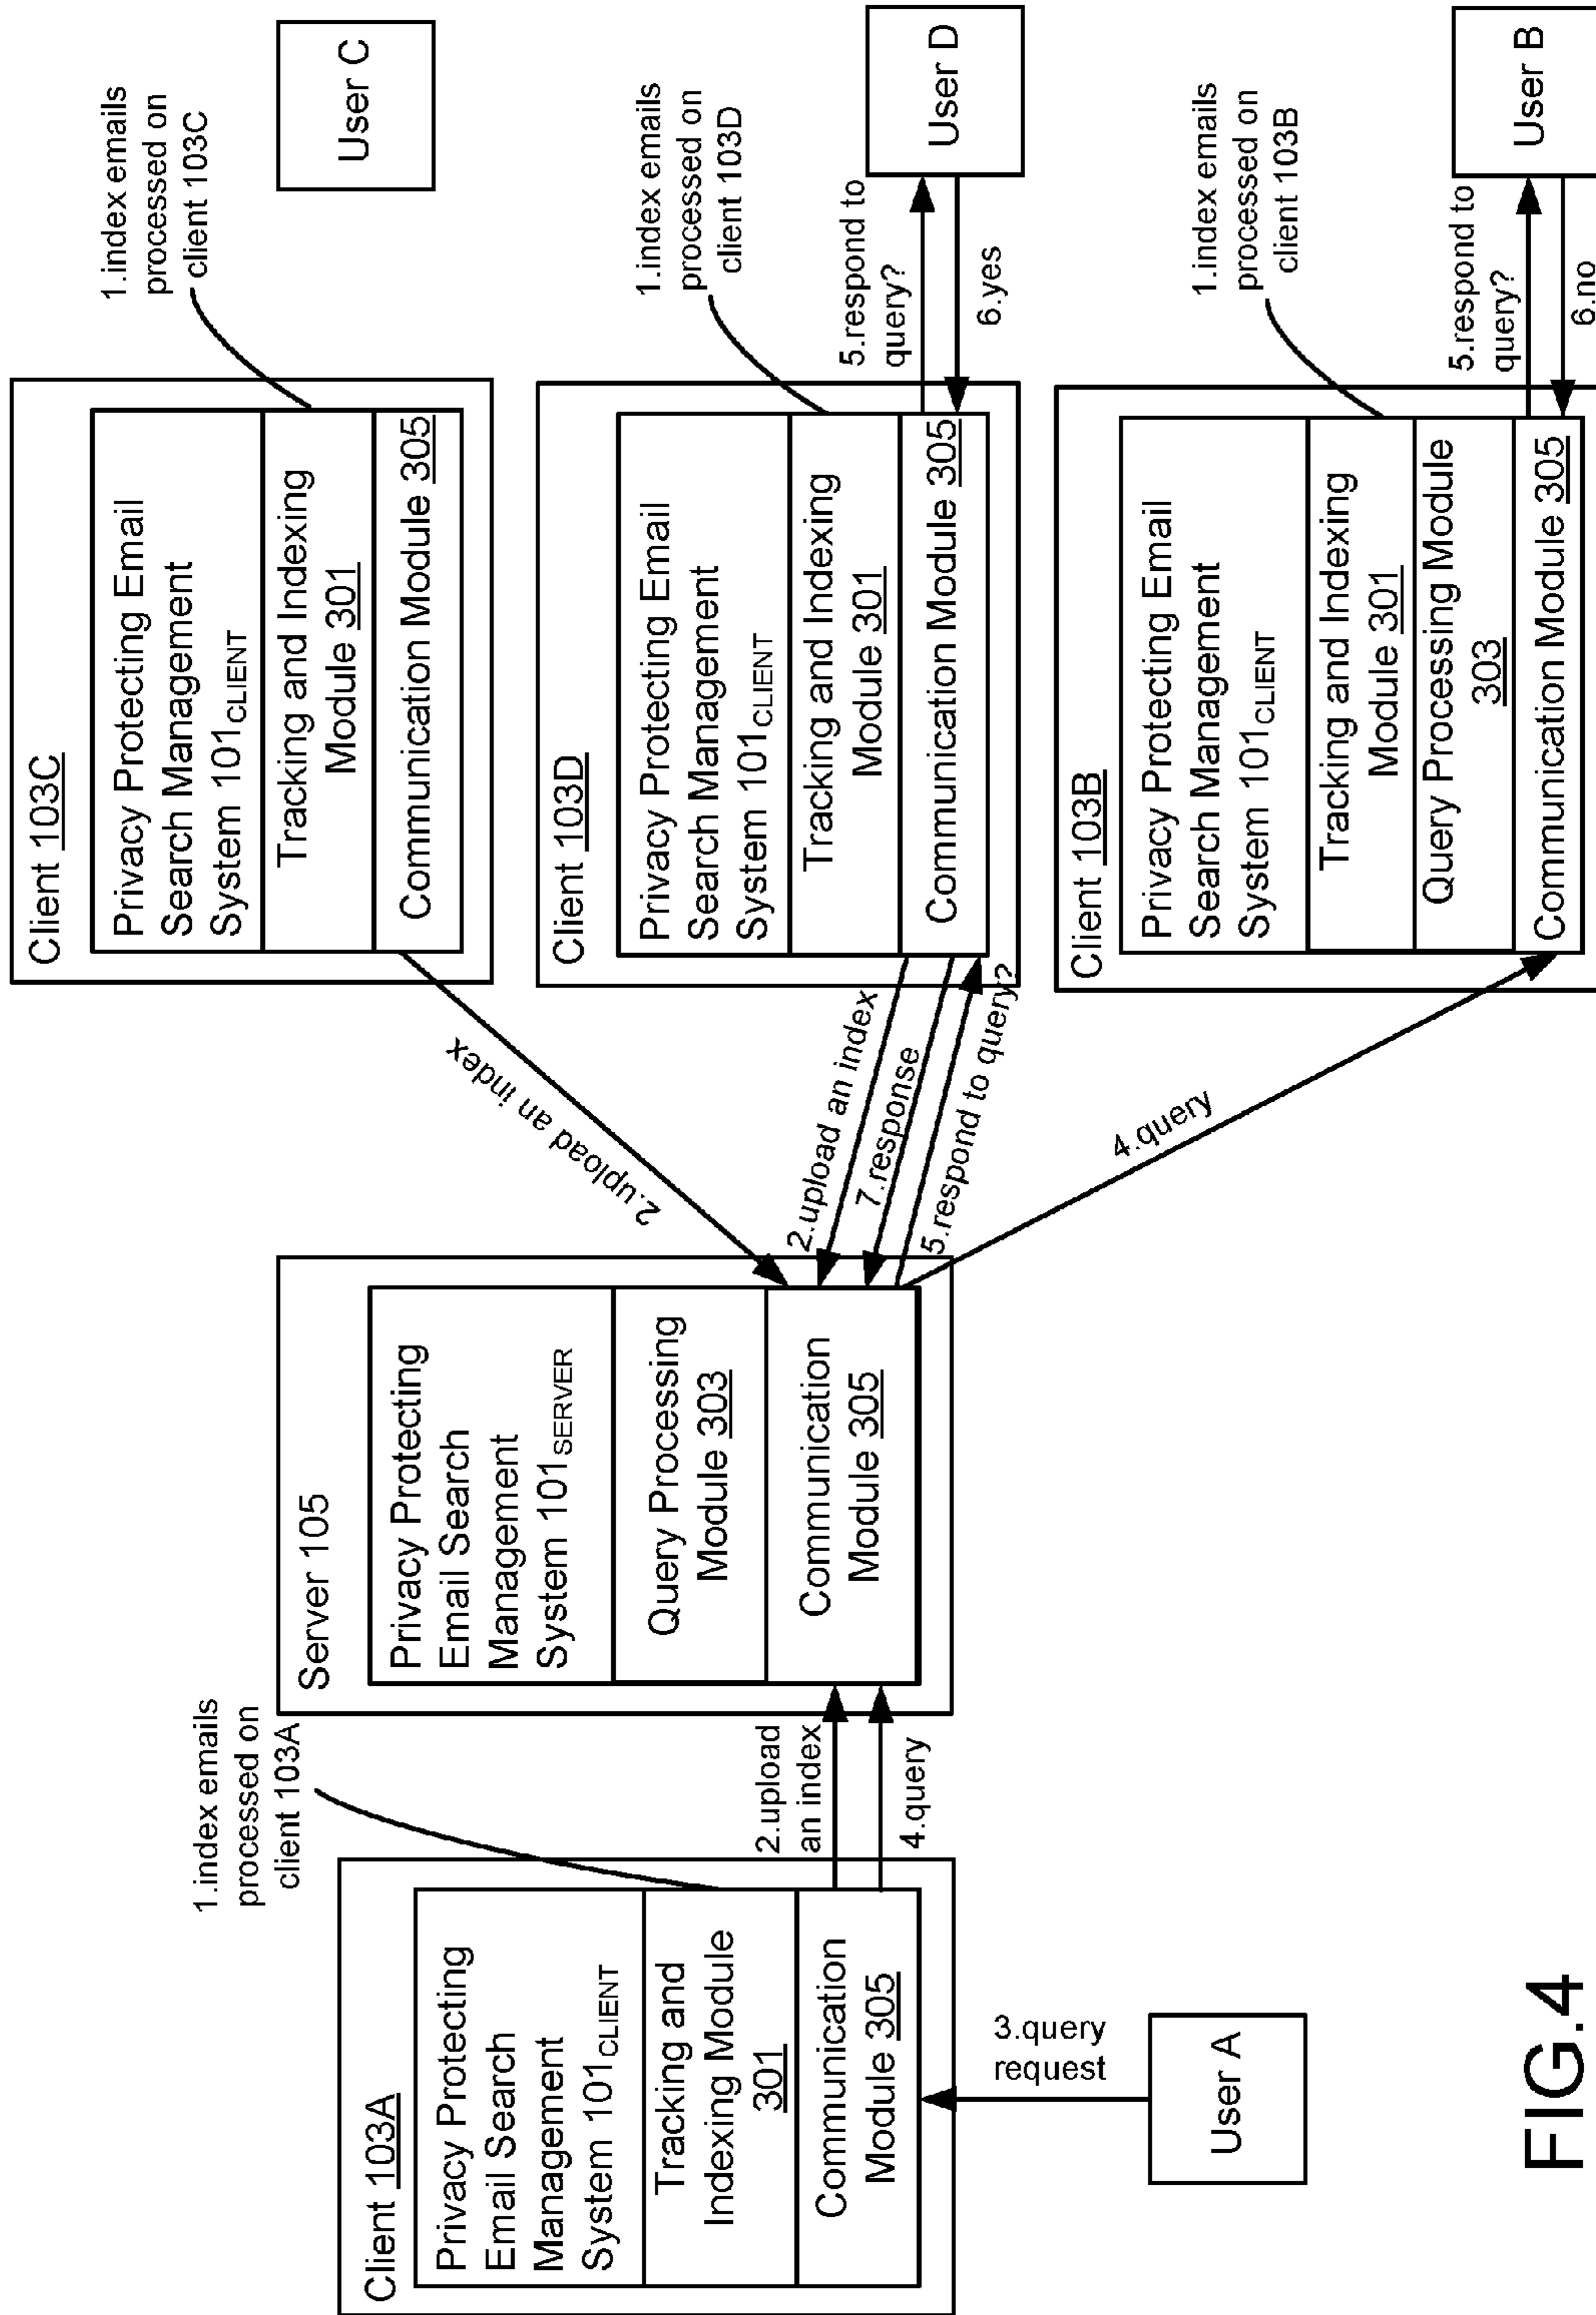 Client 103A
Privacy Protecting
Email Search
Management
System 101CLIENT
Tracking and
Indexing Module
301
Communication
Module 305
1.index emails
processed on
client 103A
3.query
request
User A
2.upload
an index
4.query
Server 105
Privacy Protecting
Email Search
Management
System 101SERVER
Query Processing
Module 303
Communication
Module 305
2.upload an index
2.upload an index
7.response
5.respond to query?
4.query
Client 103C
Privacy Protecting Email
Search Management
System 101CLIENT
Tracking and Indexing
Module 301
Communication Module 305
1.index emails
processed on
client 103C
User C
Client 103D
Privacy Protecting Email
Search Management
System 101CLIENT
Tracking and Indexing
Module 301
Communication Module 305
1.index emails
processed on
client 103D
5.respond to
query?
6.yes
User D
Client 103B
Privacy Protecting Email
Search Management
System 101CLIENT
Tracking and Indexing
Module 301
Query Processing Module
303
Communication Module 305
1.index emails
processed on
client 103B
5.respond to
query?
6.no
User B
FIG.4